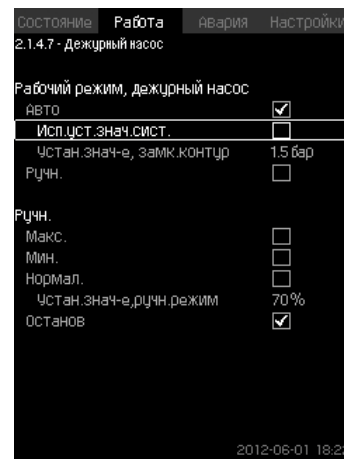 Состояние Работа Авария Настройки
2.1.4.7 - Дежурный насос
Рабочий режим, дежурный насос
Авто
Исп.уст.знач.сист.
Устан.знач-е, замк.контур 1.5 бар
Ручн.
Ручн.
Макс.
Мин.
Нормал.
Устан.знач-е,ручн.режим 70%
Останов
2012-06-01 18:22